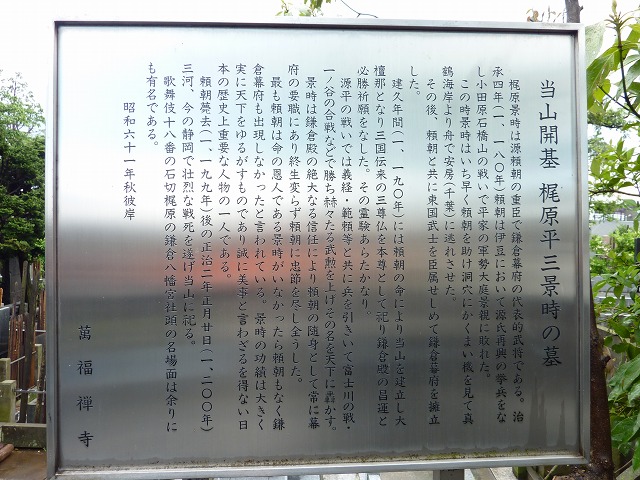 当山開基 梶原平三景時の墓
梶原景時は源頼朝の重臣で鎌倉幕府の代表的武将である。治
承四年(一、一八〇年)頼朝は伊豆において源氏再興の挙兵をな
し小田原石橋山の戦いで平家の軍勢大庭景親に敗れた。
この時景時はいち早く頼朝を助け洞穴にかくまい機を見て真
鶴海岸より舟で安房(千葉)に逃れさせた。
その後、頼朝と共に東国武士を臣属せしめて鎌倉幕府を擁立
した。
建久年間(一、一九〇年)には頼朝の命により当山を建立し大
檀那となり三国伝来の三尊仏を本尊として祀り鎌倉殿の昌運と
必勝祈願をなした。その霊験あらたかなり。
源平の戦いでは義経・範頼等と共に兵を引きいて富士川の戦・
一ノ谷の合戦などで勝ち赫々たる武勲を上げその名を天下に轟かす。
景時は鎌倉殿の絶大なる信任により頼朝の随身として常に幕
府の要職にあり終生変らず頼朝に忠節を尽し全うした。
最も頼朝は命の恩人である景時がいなかったら頼朝もなく鎌
倉幕府も出現しなかったと言われている。景時の功績は大きく
実に天下をゆるがすものであり誠に美事と言わざるを得ない日
本の歴史上重要な人物の一人である。
頼朝薨去(一、一九九年)後の正治二年正月廿日(一、二〇〇年)
三河、今の静岡で壮烈な戦死を遂げ当山に祀る。
歌舞伎十八番の石切梶原の鎌倉八幡宮社頭の名場面は余りに
も有名である。
昭和六十一年秋彼岸
萬福禅寺